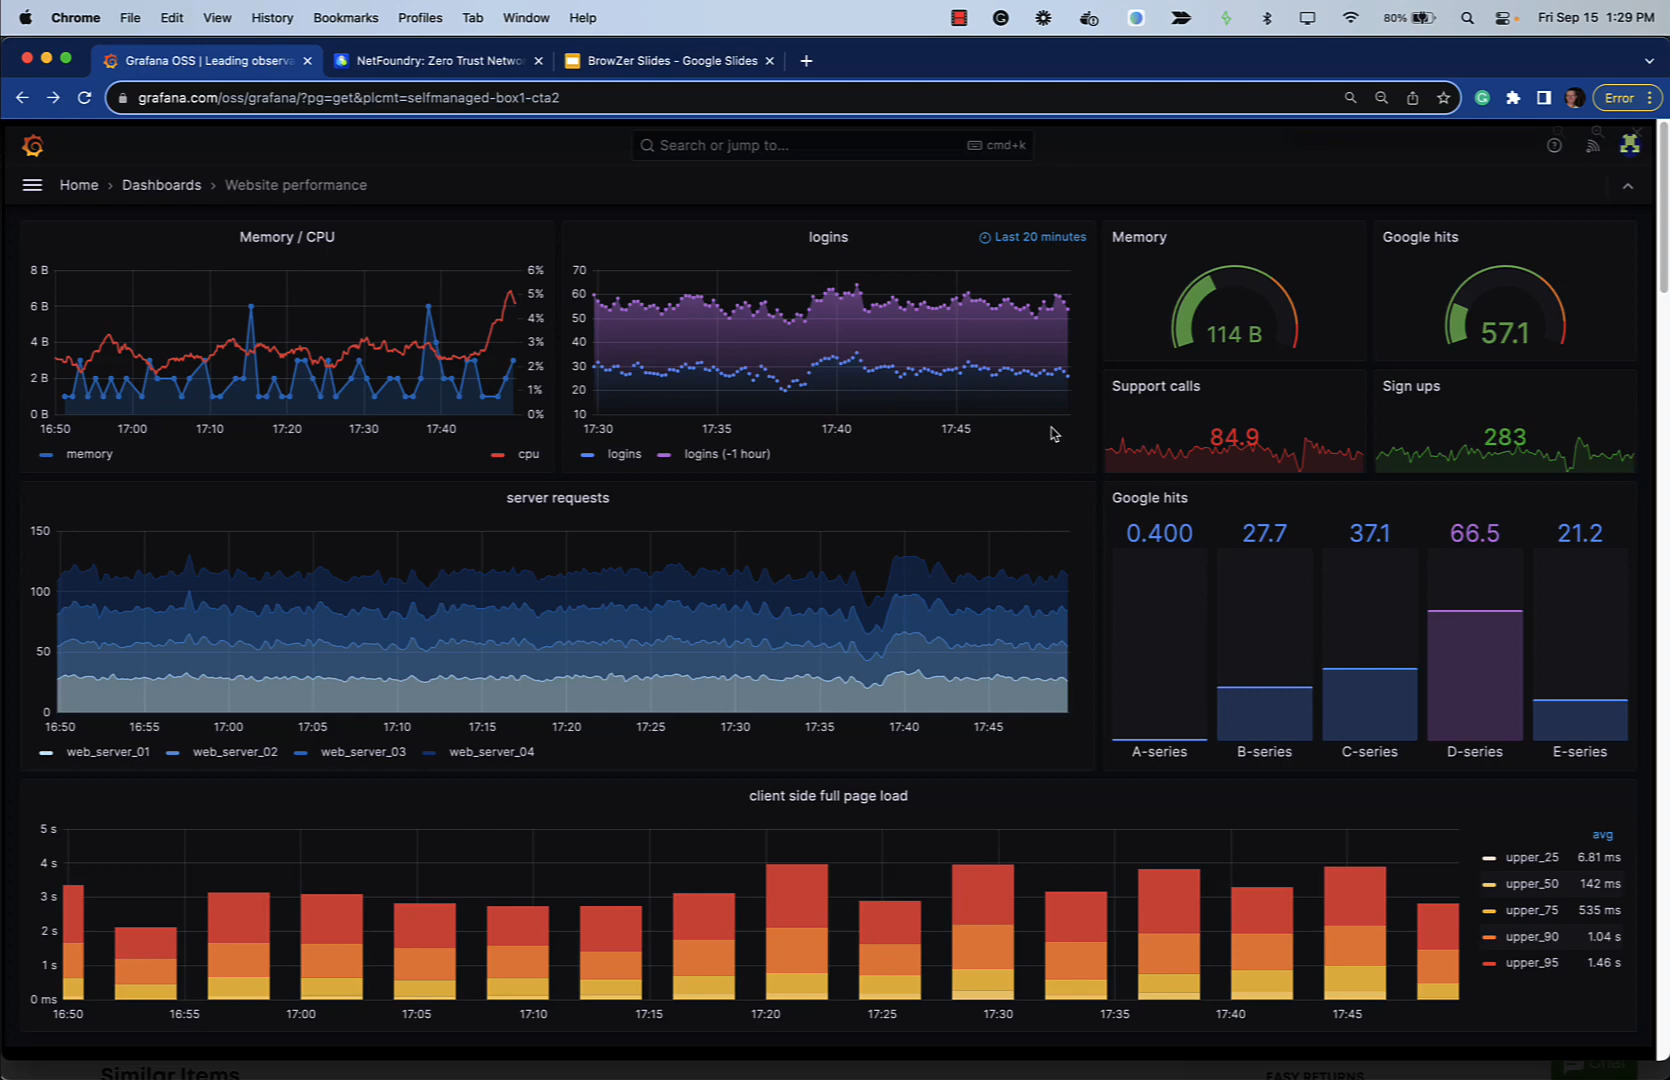 Chrome File Edit View History Bookmarks Profiles Tab Window Help 80% Fri Sep 15 1:29 PM
Grafana OSS | Leading observa NetFoundry: Zero Trust Netwo BrowZer Slides - Google Slides
grafana.com/oss/grafana/?pg=get&plcmt=selfmanaged-box1-cta2 Error
Search or jump to... cmd+k
Home › Dashboards › Website performance
Memory / CPU
8 B
6 B
4 B
2 B
0 B
6%
5%
4%
3%
2%
1%
0%
16:50 17:00 17:10 17:20 17:30 17:40
memory cpu
logins
Last 20 minutes
70
60
50
40
30
20
10
17:30 17:35 17:40 17:45
logins logins (-1 hour)
Memory
114 B
Google hits
57.1
Support calls
84.9
Sign ups
283
server requests
150
100
50
0
16:50 16:55 17:00 17:05 17:10 17:15 17:20 17:25 17:30 17:35 17:40 17:45
web_server_01 web_server_02 web_server_03 web_server_04
Google hits
0.400 27.7 37.1 66.5 21.2
A-series B-series C-series D-series E-series
client side full page load
5 s
4 s
3 s
2 s
1 s
0 ms
16:50 16:55 17:00 17:05 17:10 17:15 17:20 17:25 17:30 17:35 17:40 17:45
avg
upper_25 6.81 ms
upper_50 142 ms
upper_75 535 ms
upper_90 1.04 s
upper_95 1.46 s
Similar Items
EASY RETURNS
Chat